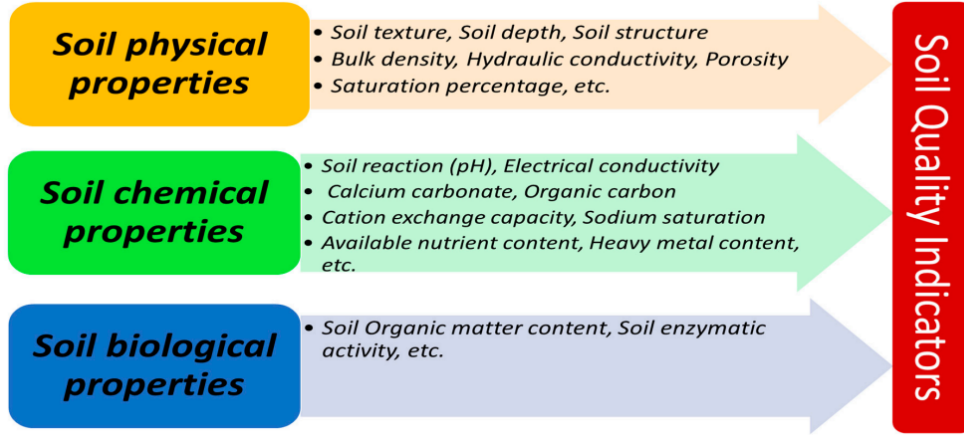 Soil physical
properties
• Soil texture, Soil depth, Soil structure
• Bulk density, Hydraulic conductivity, Porosity
• Saturation percentage, etc.
Soil chemical
properties
• Soil reaction (pH), Electrical conductivity
• Calcium carbonate, Organic carbon
• Cation exchange capacity, Sodium saturation
• Available nutrient content, Heavy metal content,
etc.
Soil biological
properties
• Soil Organic matter content, Soil enzymatic
activity, etc.
Soil Quality Indicators